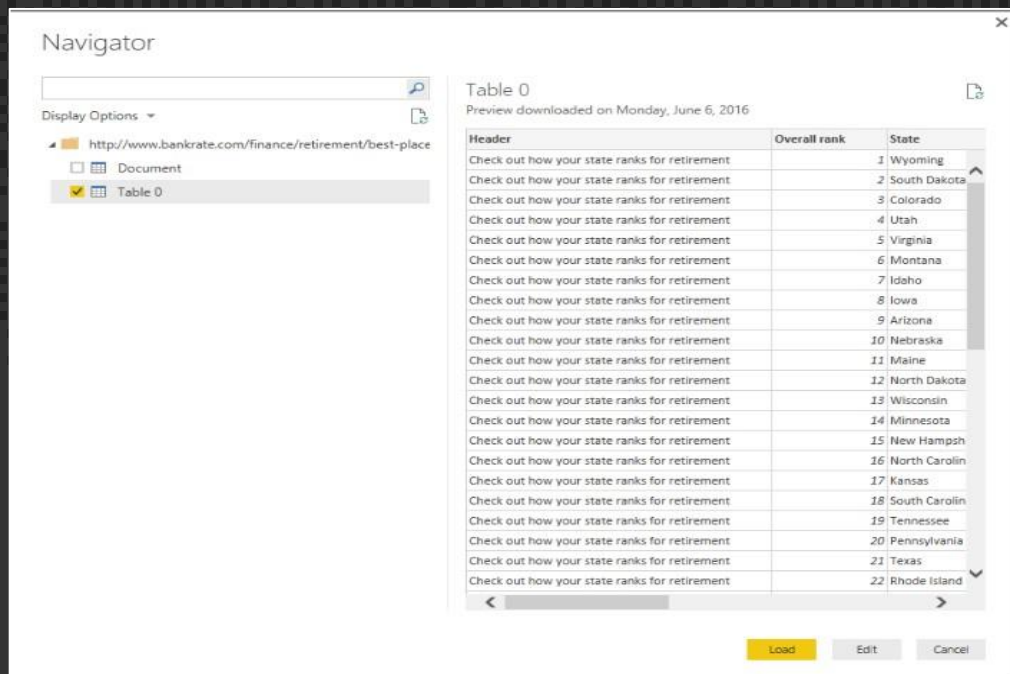 Navigator
Display Options
http://www.bankrate.com/finance/retirement/best-place
Document
Table 0
Table 0
Preview downloaded on Monday, June 6, 2016
Header Overall rank State
Check out how your state ranks for retirement 1 Wyoming
Check out how your state ranks for retirement 2 South Dakota
Check out how your state ranks for retirement 3 Colorado
Check out how your state ranks for retirement 4 Utah
Check out how your state ranks for retirement 5 Virginia
Check out how your state ranks for retirement 6 Montana
Check out how your state ranks for retirement 7 Idaho
Check out how your state ranks for retirement 8 Iowa
Check out how your state ranks for retirement 9 Arizona
Check out how your state ranks for retirement 10 Nebraska
Check out how your state ranks for retirement 11 Maine
Check out how your state ranks for retirement 12 North Dakota
Check out how your state ranks for retirement 13 Wisconsin
Check out how your state ranks for retirement 14 Minnesota
Check out how your state ranks for retirement 15 New Hampsh
Check out how your state ranks for retirement 16 North Carolin
Check out how your state ranks for retirement 17 Kansas
Check out how your state ranks for retirement 18 South Carolin
Check out how your state ranks for retirement 19 Tennessee
Check out how your state ranks for retirement 20 Pennsylvania
Check out how your state ranks for retirement 21 Texas
Check out how your state ranks for retirement 22 Rhode Island
Load Edit Cancel